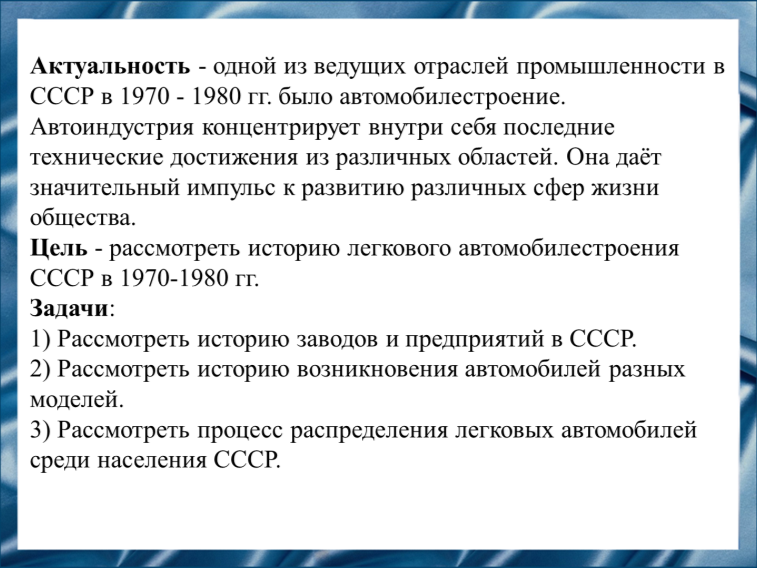 Актуальность - одной из ведущих отраслей промышленности в
СССР в 1970 - 1980 гг. было автомобилестроение.
Автоиндустрия концентрирует внутри себя последние
технические достижения из различных областей. Она даёт
значительный импульс к развитию различных сфер жизни
общества.
Цель - рассмотреть историю легкового автомобилестроения
СССР в 1970-1980 гг.
Задачи:
1) Рассмотреть историю заводов и предприятий в СССР.
2) Рассмотреть историю возникновения автомобилей разных
моделей.
3) Рассмотреть процесс распределения легковых автомобилей
среди населения СССР.